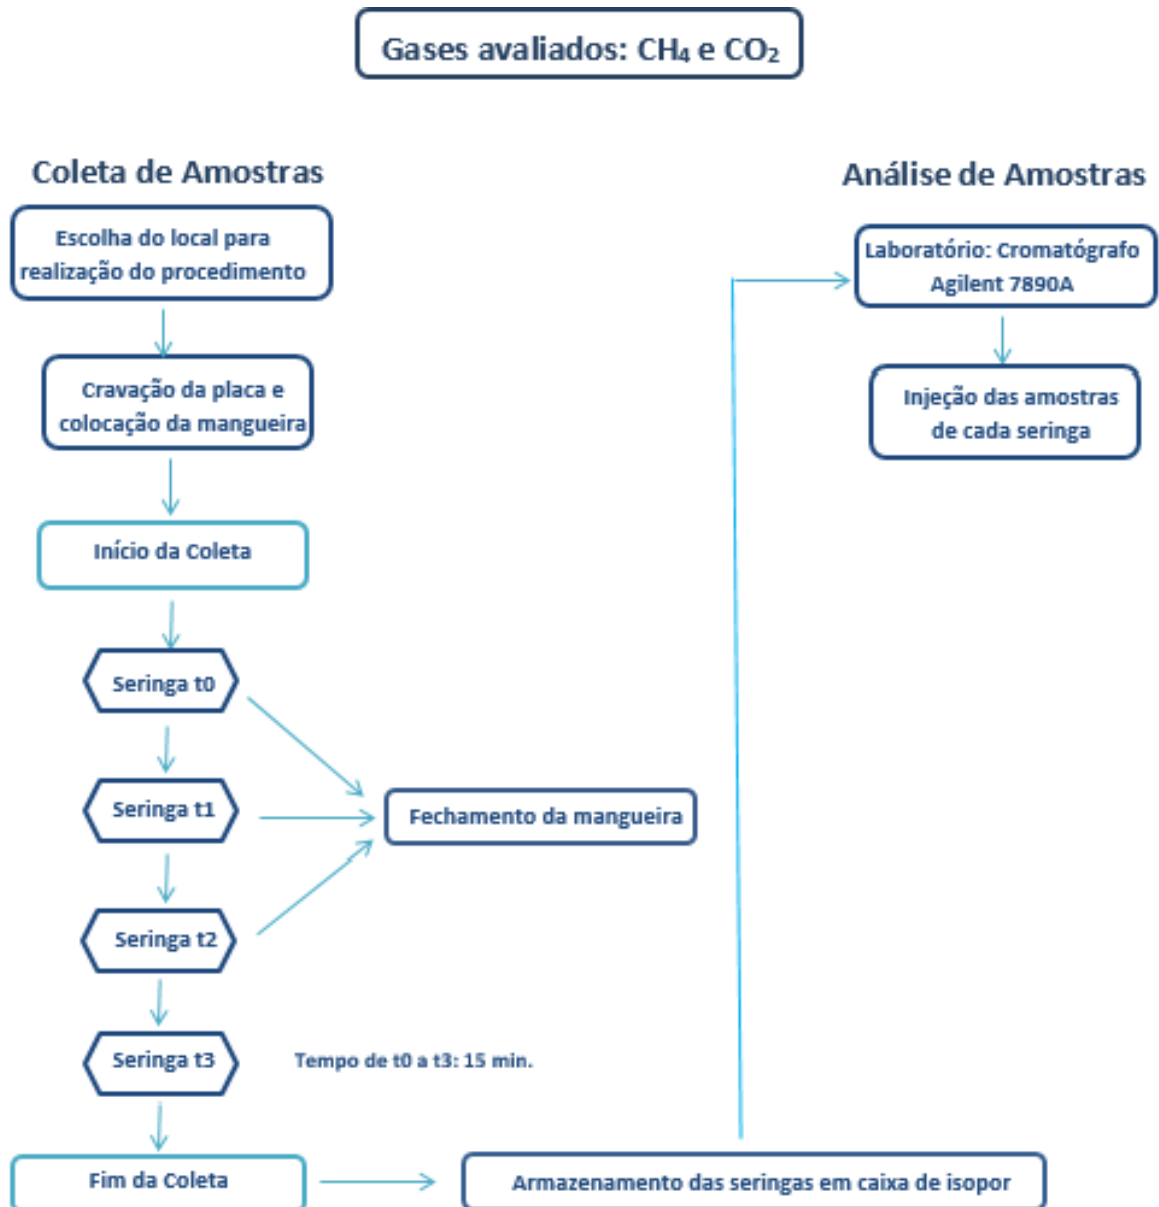 Gases avaliados: CH₄ e CO₂
Coleta de Amostras
Escolha do local para
realização do procedimento
Cravação da placa e
colocação da mangueira
Início da Coleta
Seringa t0
Seringa t1
Fechamento da mangueira
Seringa t2
Seringa t3
Tempo de t0 a t3: 15 min.
Fim da Coleta
Armazenamento das seringas em caixa de isopor
Análise de Amostras
Laboratório: Cromatógrafo
Agilent 7890A
Injeção das amostras
de cada seringa